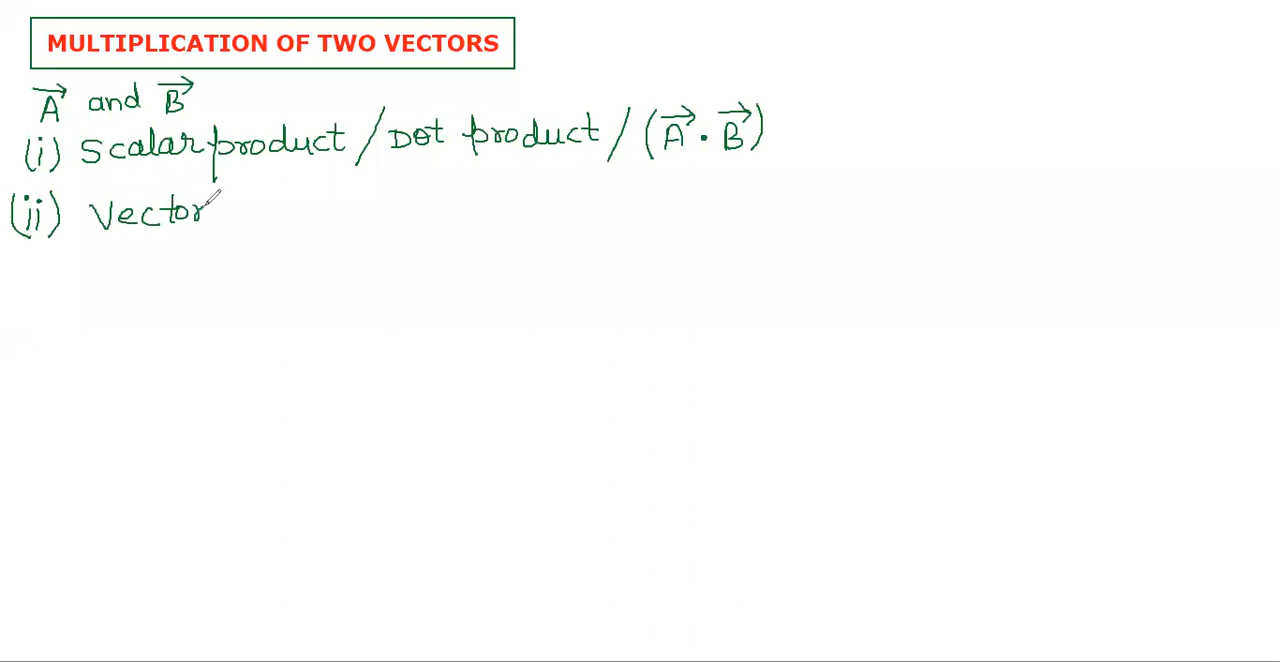 MULTIPLICATION OF TWO VECTORS
A⃗ and B⃗
(i) Scalar product / Dot product / (A⃗ . B⃗)
(ii) Vector